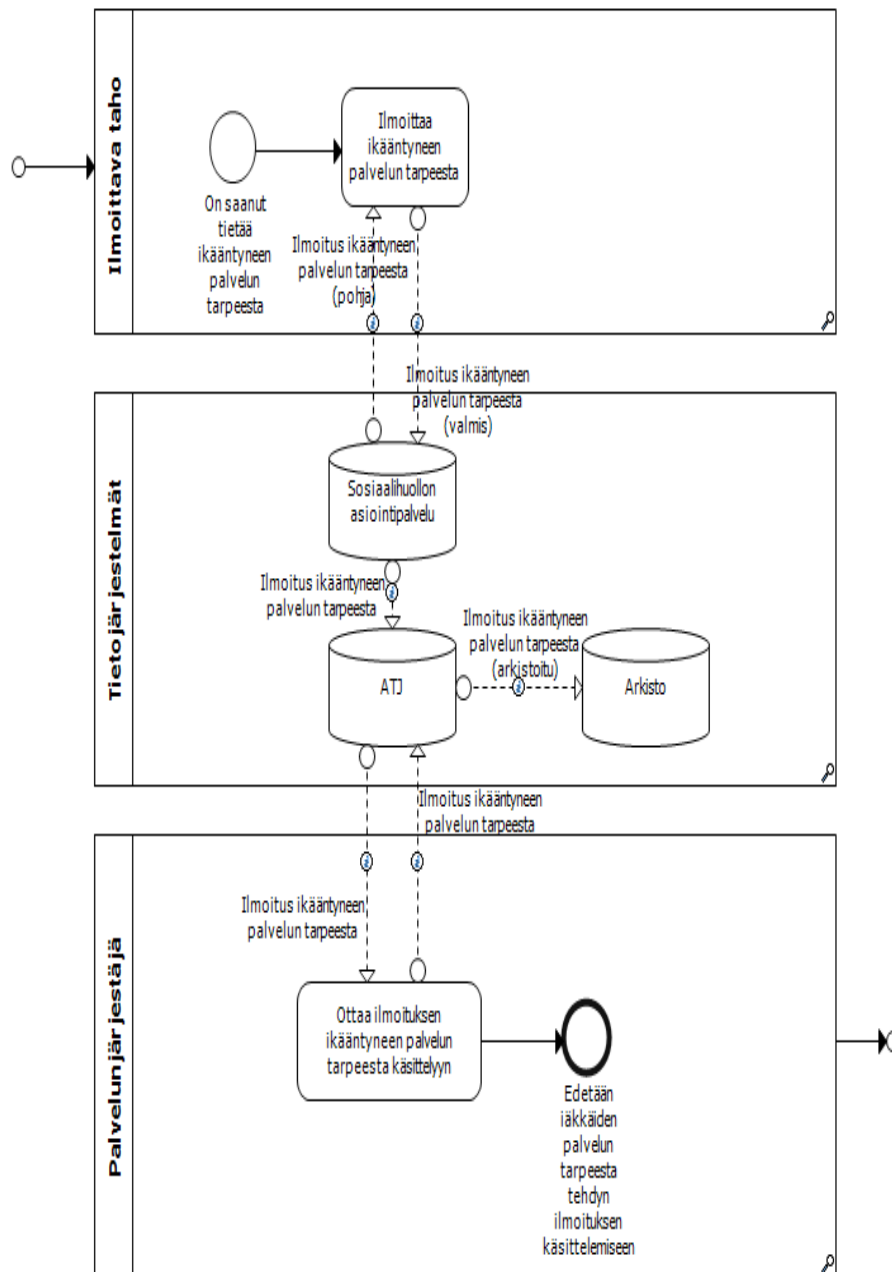 Ilmoittava taho
Ilmoittaa
ikääntyneen
palvelun tarpeesta
On saanut
tietää
ikääntyneen
palvelun
tarpeesta
Ilmoitus ikääntyneen
palvelun tarpeesta
(pohja)
Ilmoitus ikääntyneen
palvelun tarpeesta
(valmis)
Tietojärjestelmät
Sosiaalihuollon
asiointipalvelu
Ilmoitus ikääntyneen
palvelun tarpeesta
Ilmoitus ikääntyneen
palvelun tarpeesta
(arkistoitu)
ATJ
Arkisto
Ilmoitus ikääntyneen
palvelun tarpeesta
Palvelunjärjestäjä
Ilmoitus ikääntyneen
palvelun tarpeesta
Ottaa ilmoituksen
ikääntyneen palvelun
tarpeesta käsittelyyn
Edetään
iäkkäiden
palvelun
tarpeesta
tehdyn
ilmoituksen
käsittelemiseen